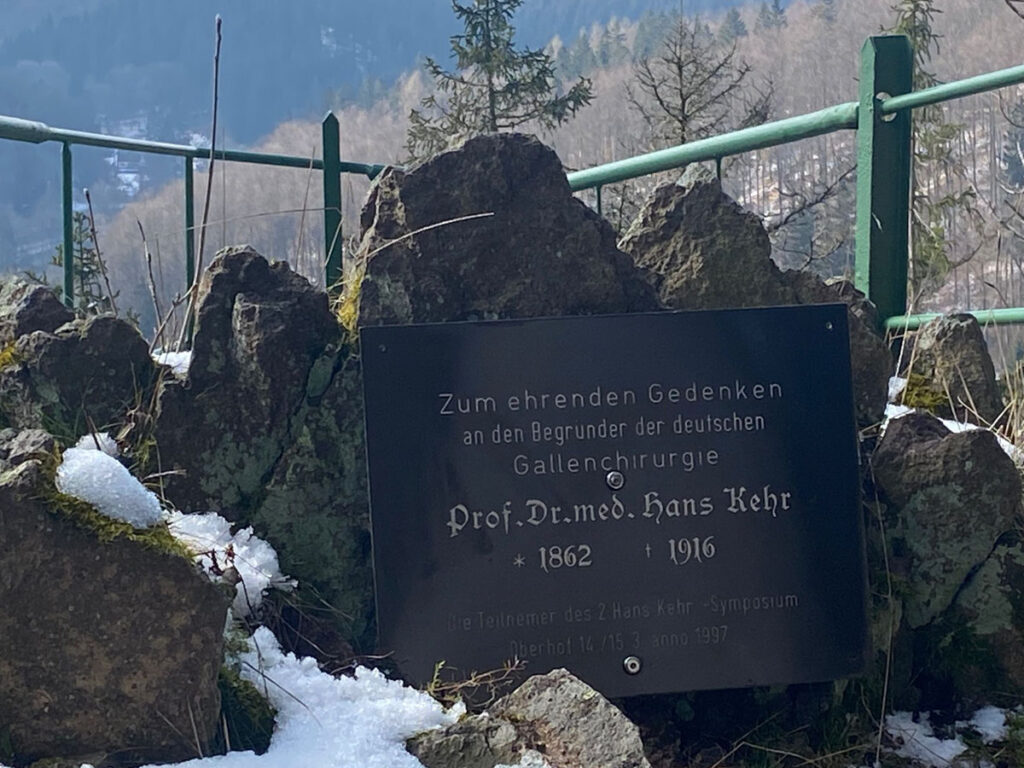 Zum ehrenden Gedenken
an den Begründer der deutschen
Gallenchirurgie
Prof. Dr. med. Hans Kehr
* 1862 † 1916
Die Teilnemer des 2 Hans Kehr -Symposium
Oberhof 14./15.3. anno 1997